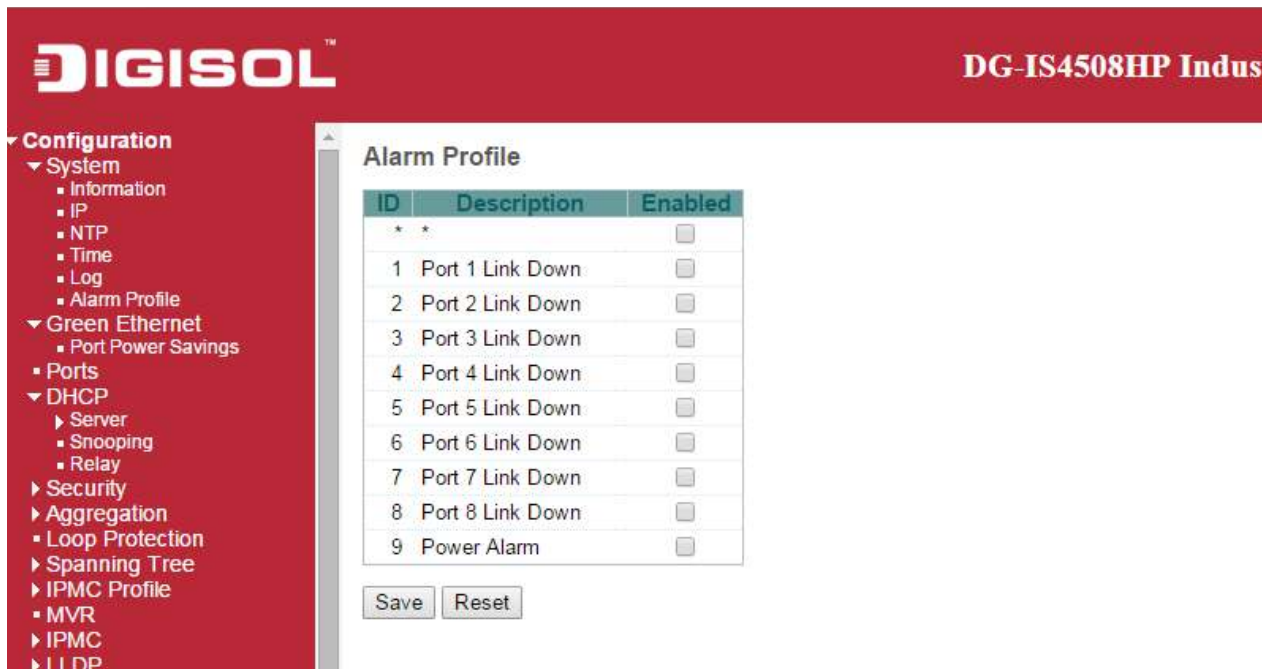 DIGISOL™
DG-IS4508HP Indus
Configuration
System
Information
IP
NTP
Time
Log
Alarm Profile
Green Ethernet
Port Power Savings
Ports
DHCP
Server
Snooping
Relay
Security
Aggregation
Loop Protection
Spanning Tree
IPMC Profile
MVR
IPMC
LLDP
Alarm Profile
ID Description Enabled
* *
1 Port 1 Link Down
2 Port 2 Link Down
3 Port 3 Link Down
4 Port 4 Link Down
5 Port 5 Link Down
6 Port 6 Link Down
7 Port 7 Link Down
8 Port 8 Link Down
9 Power Alarm
Save Reset